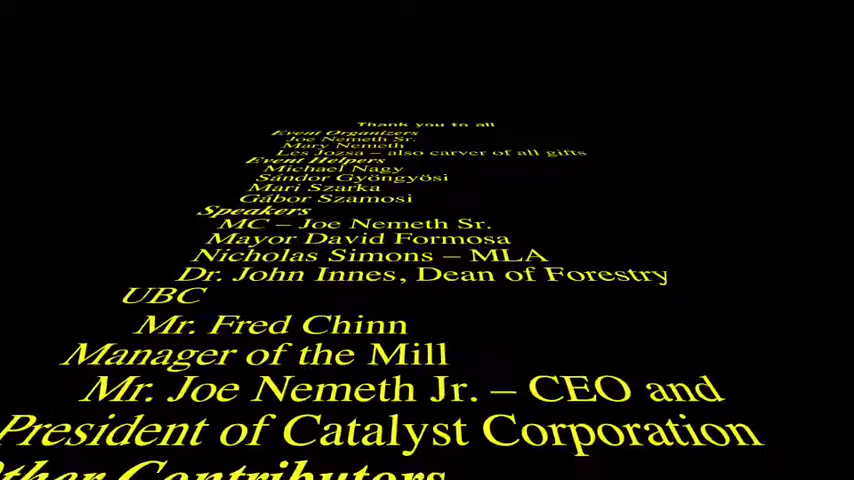 Thank you to all
Event Organizers
Joe Nemeth Sr.
Mary Nemeth
Les Jozsa – also carver of all gifts
Event Helpers
Michael Nagy
Sándor Gyöngyösi
Mari Szarka
Gábor Szamosi
Speakers
MC – Joe Nemeth Sr.
Mayor David Formosa
Nicholas Simons – MLA
Dr. John Innes, Dean of Forestry
UBC
Mr. Fred Chinn
Manager of the Mill
Mr. Joe Nemeth Jr. – CEO and
President of Catalyst Corporation
Other Contributors